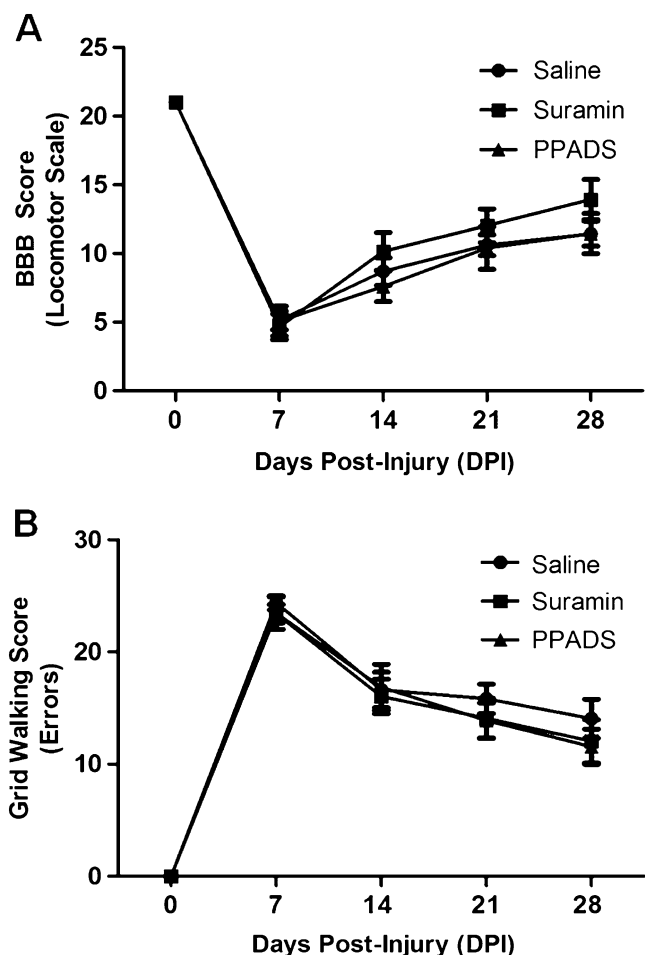 A
25
20
15
10
5
0
BBB Score
(Locomotor Scale)
Saline
Suramin
PPADS
0 7 14 21 28
Days Post-Injury (DPI)
B
30
20
10
0
Grid Walking Score
(Errors)
Saline
Suramin
PPADS
0 7 14 21 28
Days Post-Injury (DPI)